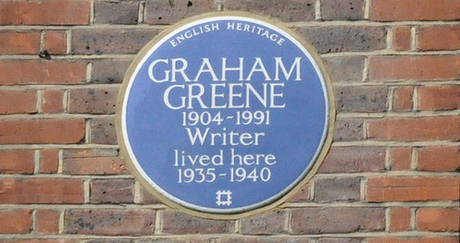 ENGLISH HERITAGE
GRAHAM
GREENE
1904-1991
Writer
lived here
1935-1940